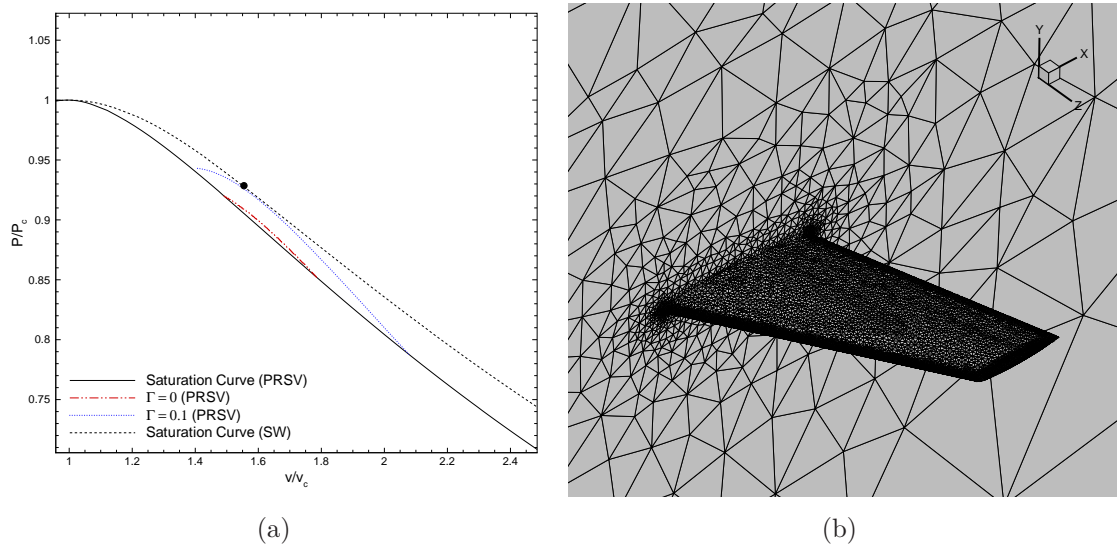 1.05
1
0.95
0.9
0.85
0.8
0.75
P/P_c
Saturation Curve (PRSV)
Γ = 0 (PRSV)
Γ = 0.1 (PRSV)
Saturation Curve (SW)
1 1.2 1.4 1.6 1.8 2 2.2 2.4
v/v_c
(a)
Y
X
Z
(b)